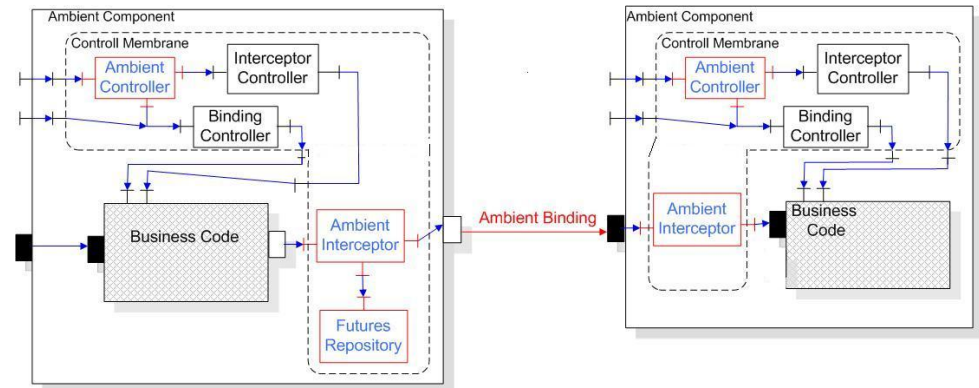 Ambient Component
Controll Membrane
Ambient
Controller
Interceptor
Controller
Binding
Controller
Business Code
Ambient
Interceptor
Futures
Repository
Ambient Binding
Ambient Component
Controll Membrane
Ambient
Controller
Interceptor
Controller
Binding
Controller
Ambient
Interceptor
Business
Code